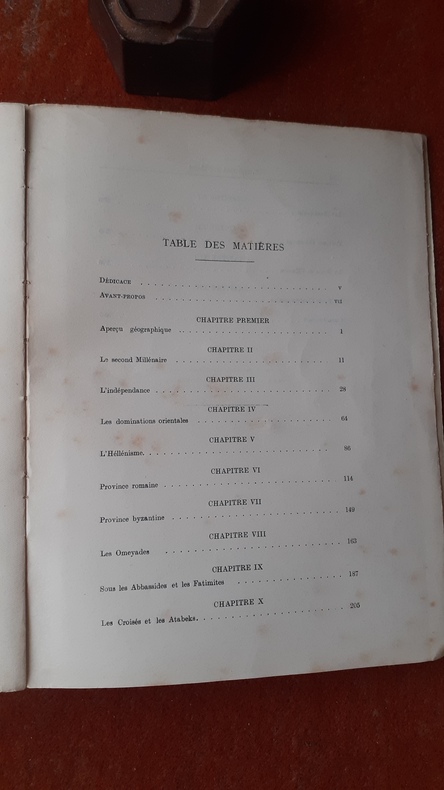 TABLE DES MATIÈRES
DÉDICACE . . . . . . . . . . . . . . . . . . . . v
AVANT-PROPOS . . . . . . . . . . . . . . . . . . . . VII
CHAPITRE PREMIER
Aperçu géographique . . . . . . . . . . . . . . . . . . . . 1
CHAPITRE II
Le second Millénaire . . . . . . . . . . . . . . . . . . . . 11
CHAPITRE III
L'indépendance . . . . . . . . . . . . . . . . . . . . 28
CHAPITRE IV
Les dominations orientales . . . . . . . . . . . . . . . . . . . . 64
CHAPITRE V
L'Héllénisme. . . . . . . . . . . . . . . . . . . . 86
CHAPITRE VI
Province romaine . . . . . . . . . . . . . . . . . . . . 114
CHAPITRE VII
Province byzantine . . . . . . . . . . . . . . . . . . . . 149
CHAPITRE VIII
Les Omeyades . . . . . . . . . . . . . . . . . . . . 163
CHAPITRE IX
Sous les Abbassides et les Fatimites . . . . . . . . . . . . . . 187
CHAPITRE X
Les Croisés et les Atabeks. . . . . . . . . . . . . . . . . . . . 205